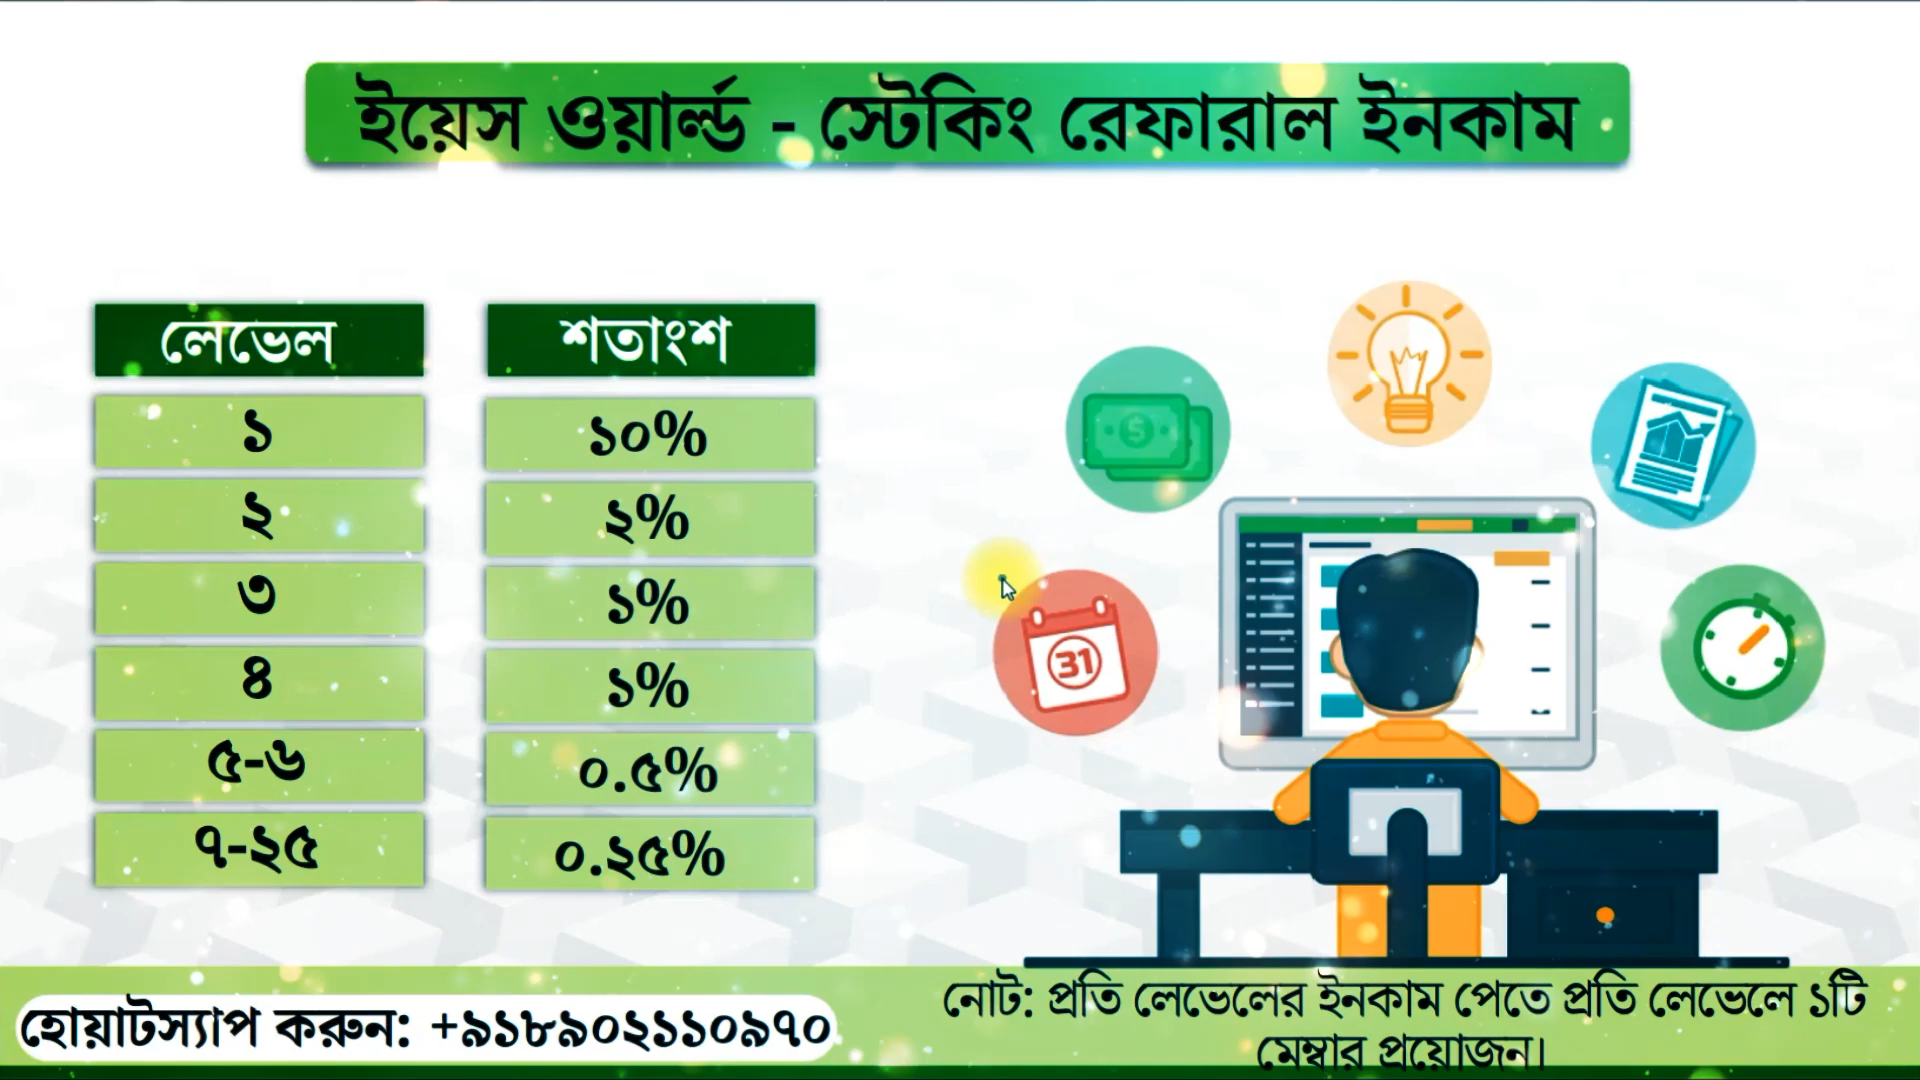 ইয়েস ওয়ার্ল্ড - স্টেকিং রেফারাল ইনকাম
লেভেল শতাংশ
১ ১০%
২ ২%
৩ ১%
৪ ১%
৫-৬ ০.৫%
৭-২৫ ০.২৫%
31
হোয়াটস্যাপ করুন: +৯১৮৯০২১১০৯৭০
নোট: প্রতি লেভেলের ইনকাম পেতে প্রতি লেভেলে ১টি
মেম্বার প্রয়োজন।